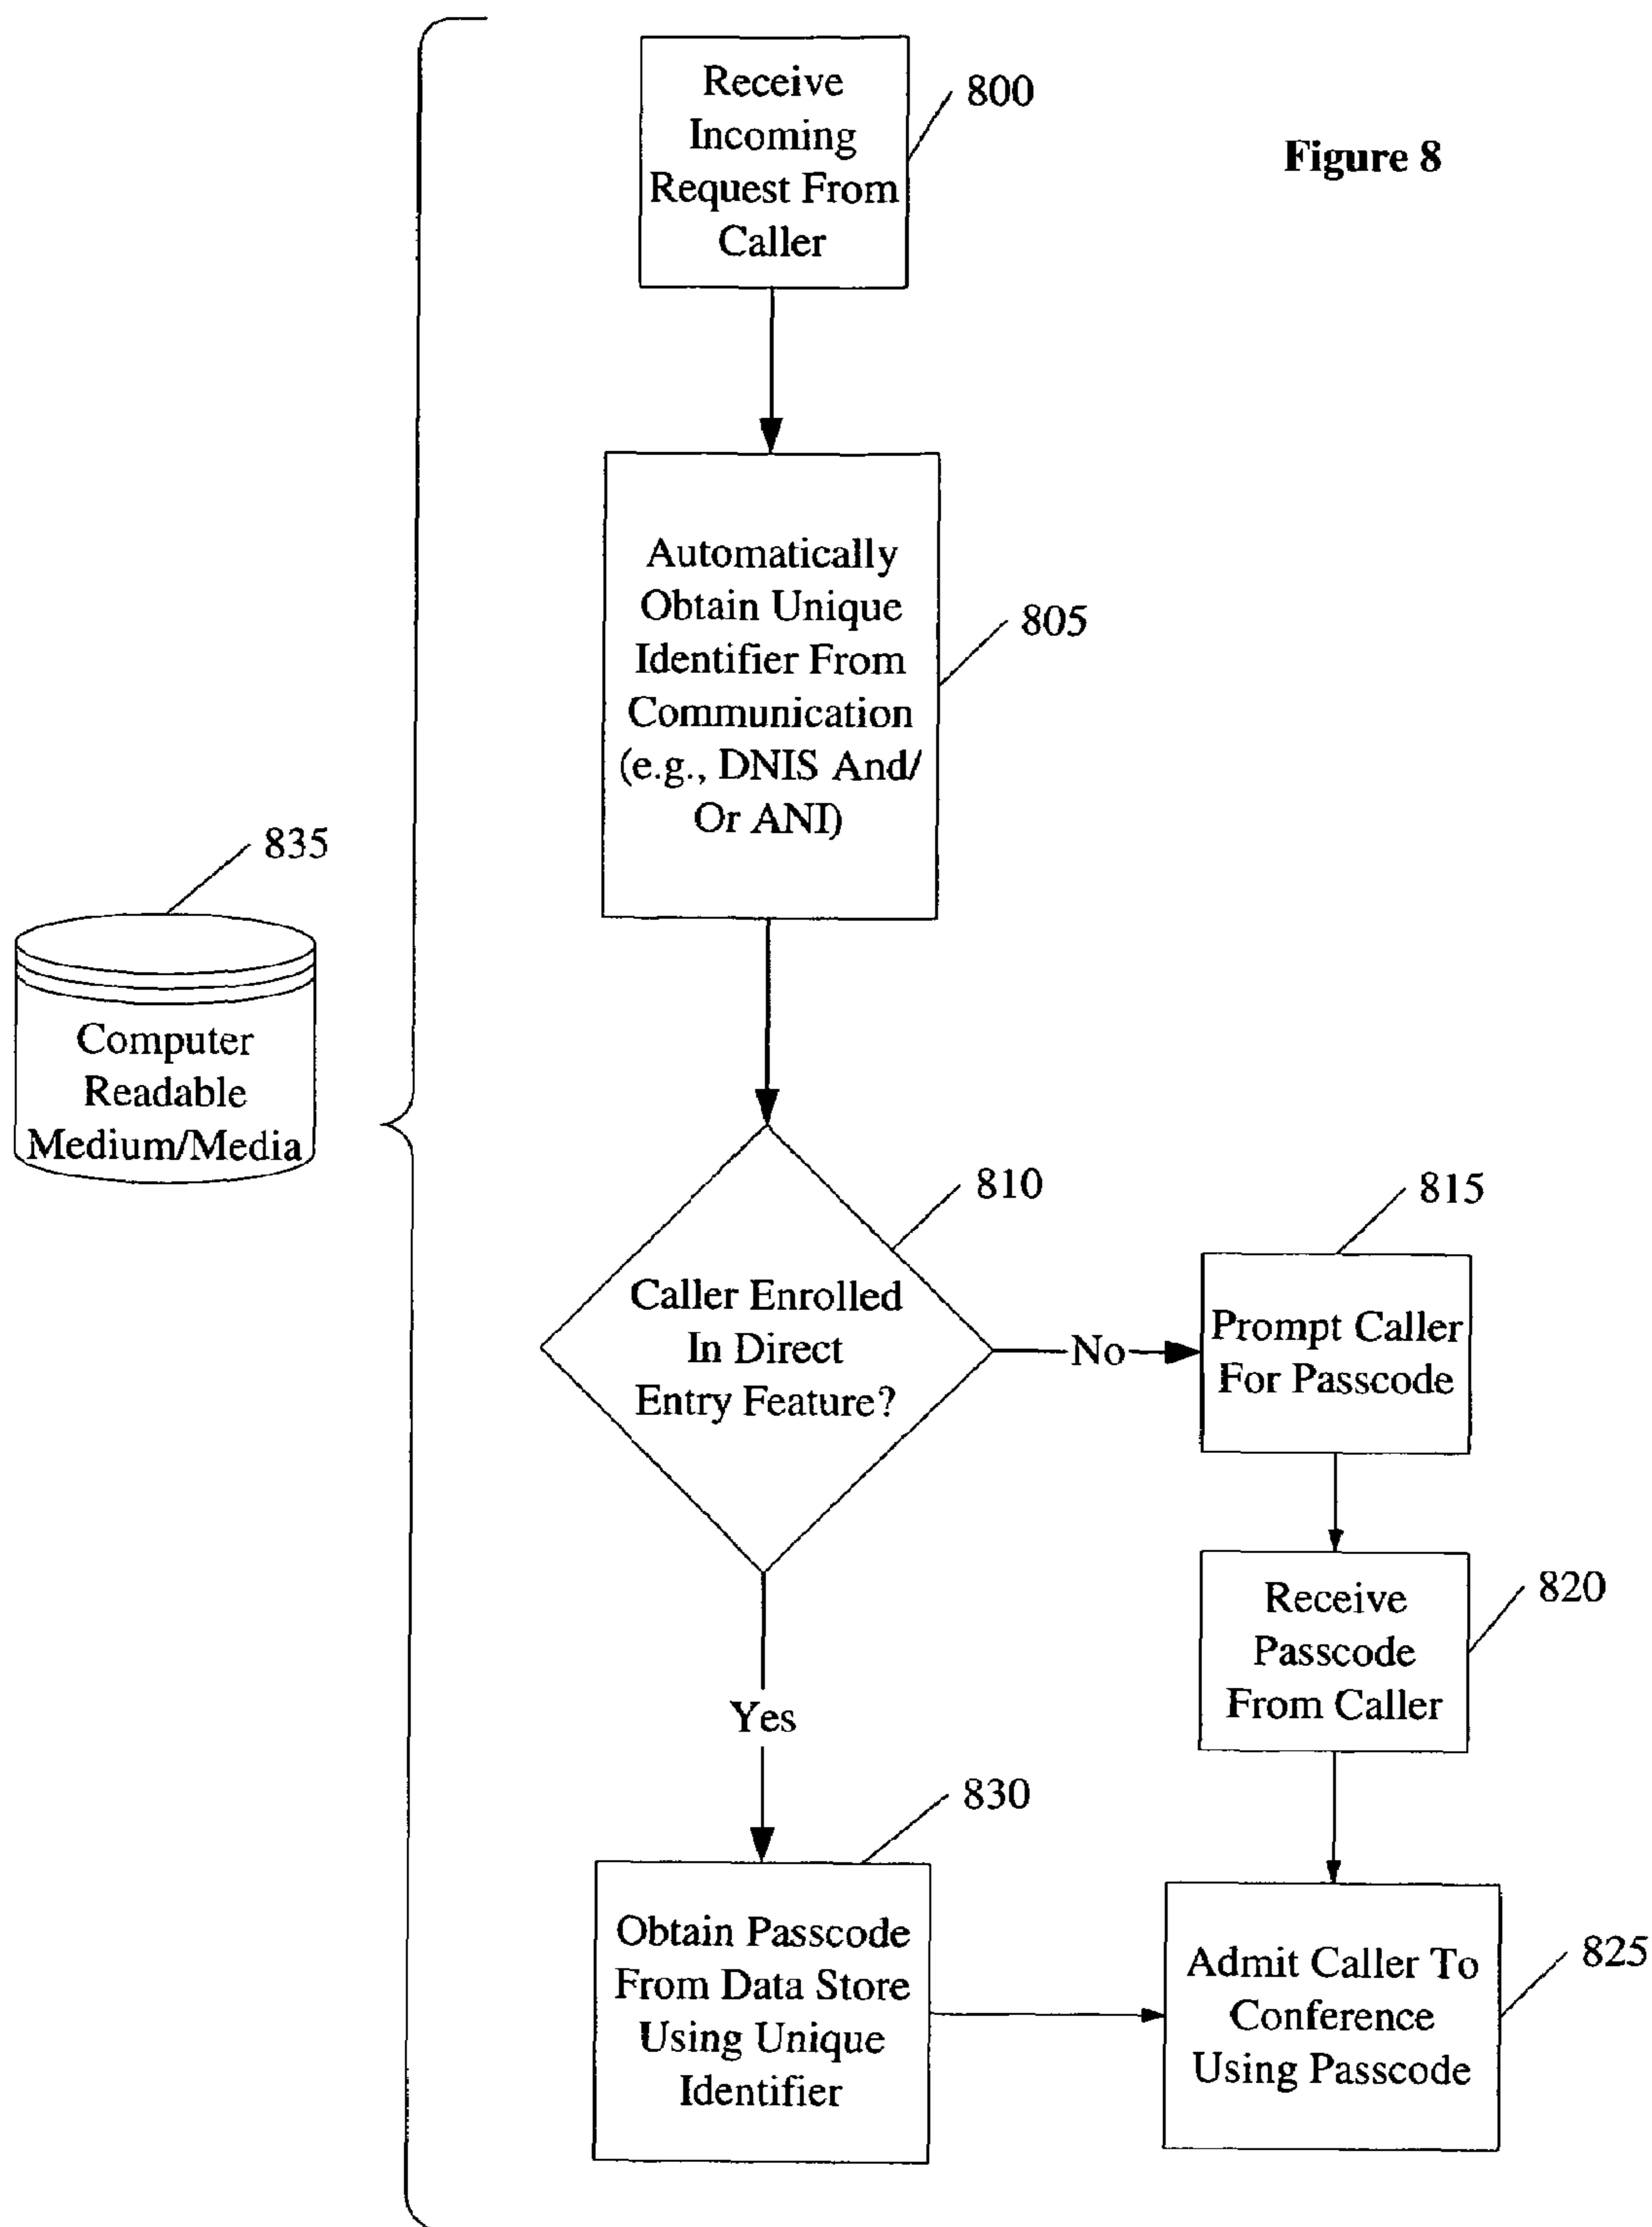 Figure 8
Receive
Incoming
Request From
Caller
800
Automatically
Obtain Unique
Identifier From
Communication
(e.g., DNIS And/
Or ANI)
805
835
Computer
Readable
Medium/Media
Caller Enrolled
In Direct
Entry Feature?
810
No
815
Prompt Caller
For Passcode
Receive
Passcode
From Caller
820
Yes
830
Obtain Passcode
From Data Store
Using Unique
Identifier
Admit Caller To
Conference
Using Passcode
825